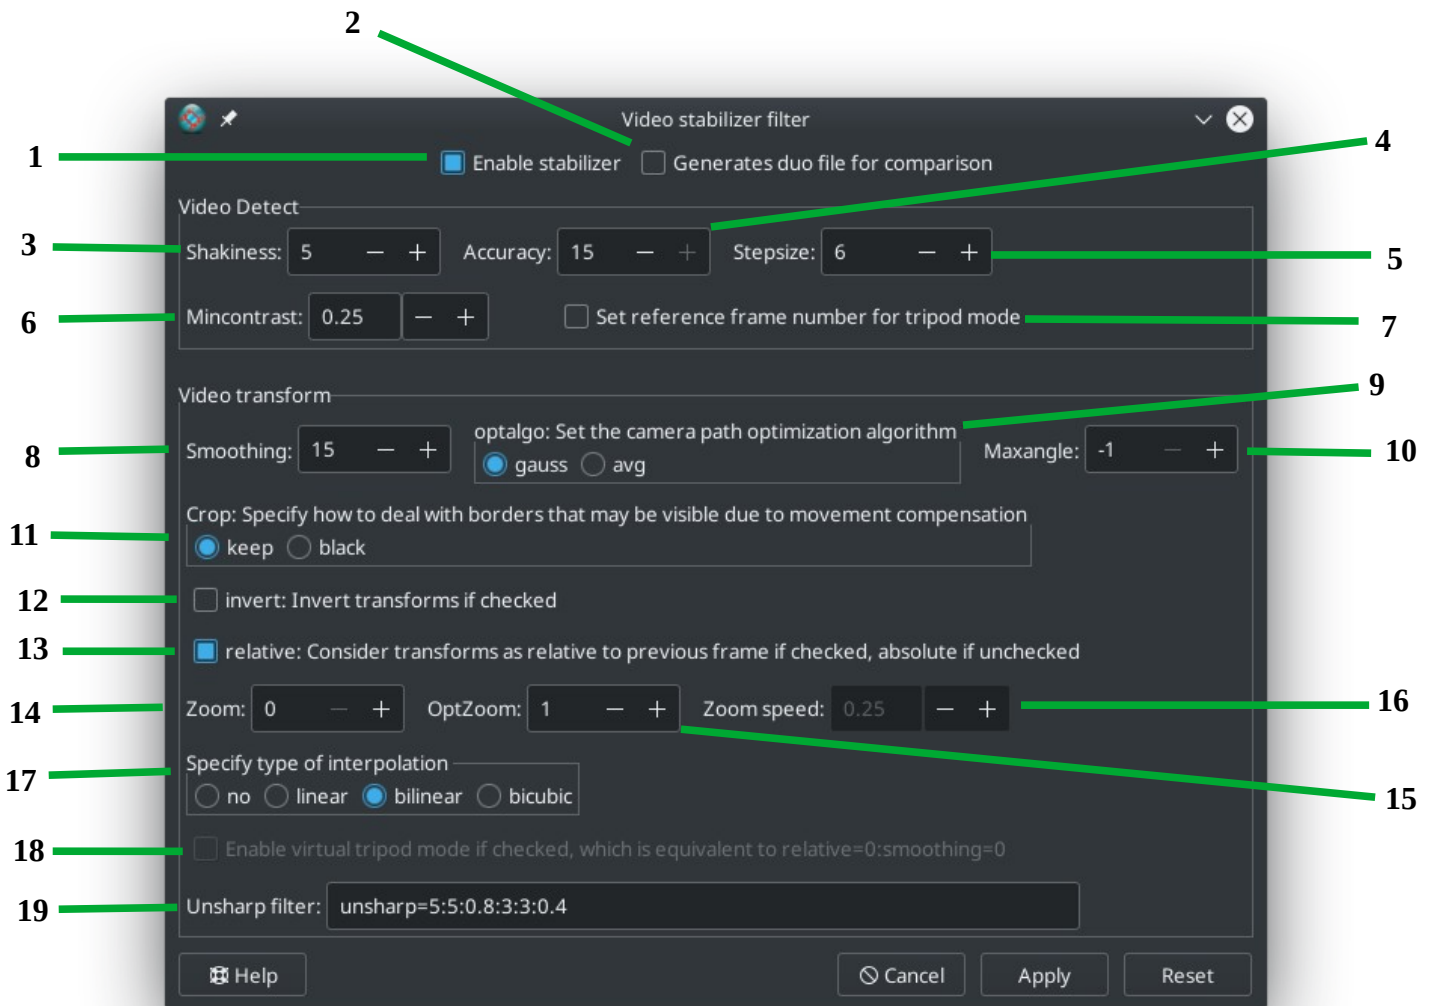 2
Video stabilizer filter
1 Enable stabilizer Generates duo file for comparison 4
Video Detect
3 Shakiness: 5 − + Accuracy: 15 − + Stepsize: 6 − + 5
6 Mincontrast: 0.25 − + Set reference frame number for tripod mode 7
Video transform 9
optalgo: Set the camera path optimization algorithm
8 Smoothing: 15 − + gauss avg Maxangle: -1 − + 10
Crop: Specify how to deal with borders that may be visible due to movement compensation
11 keep black
12 invert: Invert transforms if checked
13 relative: Consider transforms as relative to previous frame if checked, absolute if unchecked
14 Zoom: 0 − + OptZoom: 1 − + Zoom speed: 0.25 − + 16
Specify type of interpolation
17 no linear bilinear bicubic 15
18 Enable virtual tripod mode if checked, which is equivalent to relative=0:smoothing=0
19 Unsharp filter: unsharp=5:5:0.8:3:3:0.4
Help Cancel Apply Reset